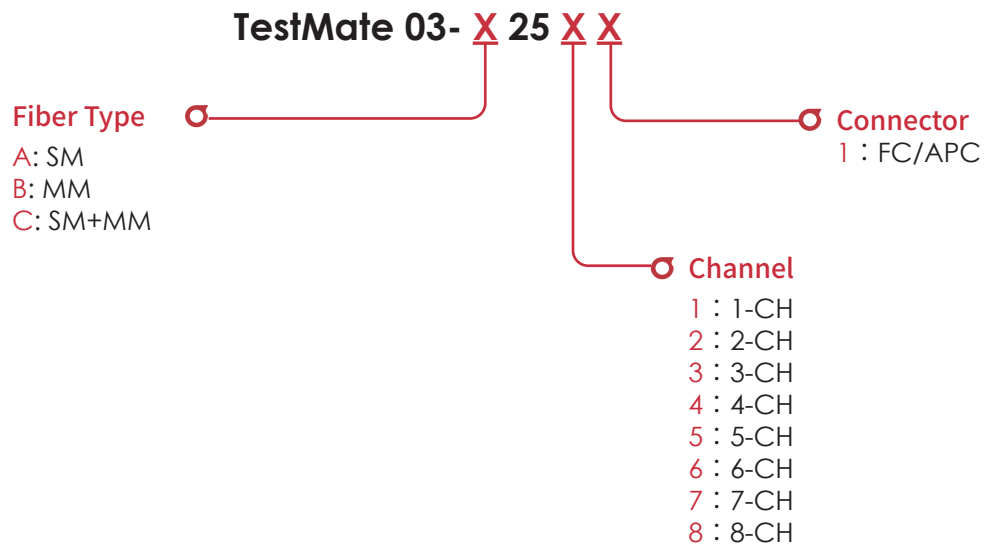 TestMate 03- X 25 X X
Fiber Type
A: SM
B: MM
C: SM+MM
Connector
1：FC/APC
Channel
1：1-CH
2：2-CH
3：3-CH
4：4-CH
5：5-CH
6：6-CH
7：7-CH
8：8-CH